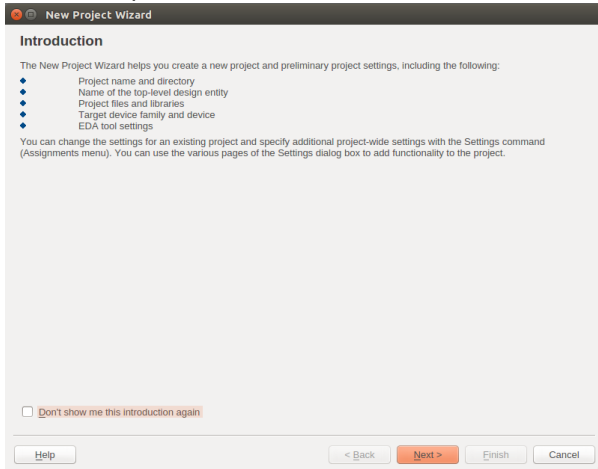 New Project Wizard
Introduction
The New Project Wizard helps you create a new project and preliminary project settings, including the following:
Project name and directory
Name of the top-level design entity
Project files and libraries
Target device family and device
EDA tool settings
You can change the settings for an existing project and specify additional project-wide settings with the Settings command
(Assignments menu). You can use the various pages of the Settings dialog box to add functionality to the project.
Don't show me this introduction again
Help
< Back
Next >
Finish
Cancel